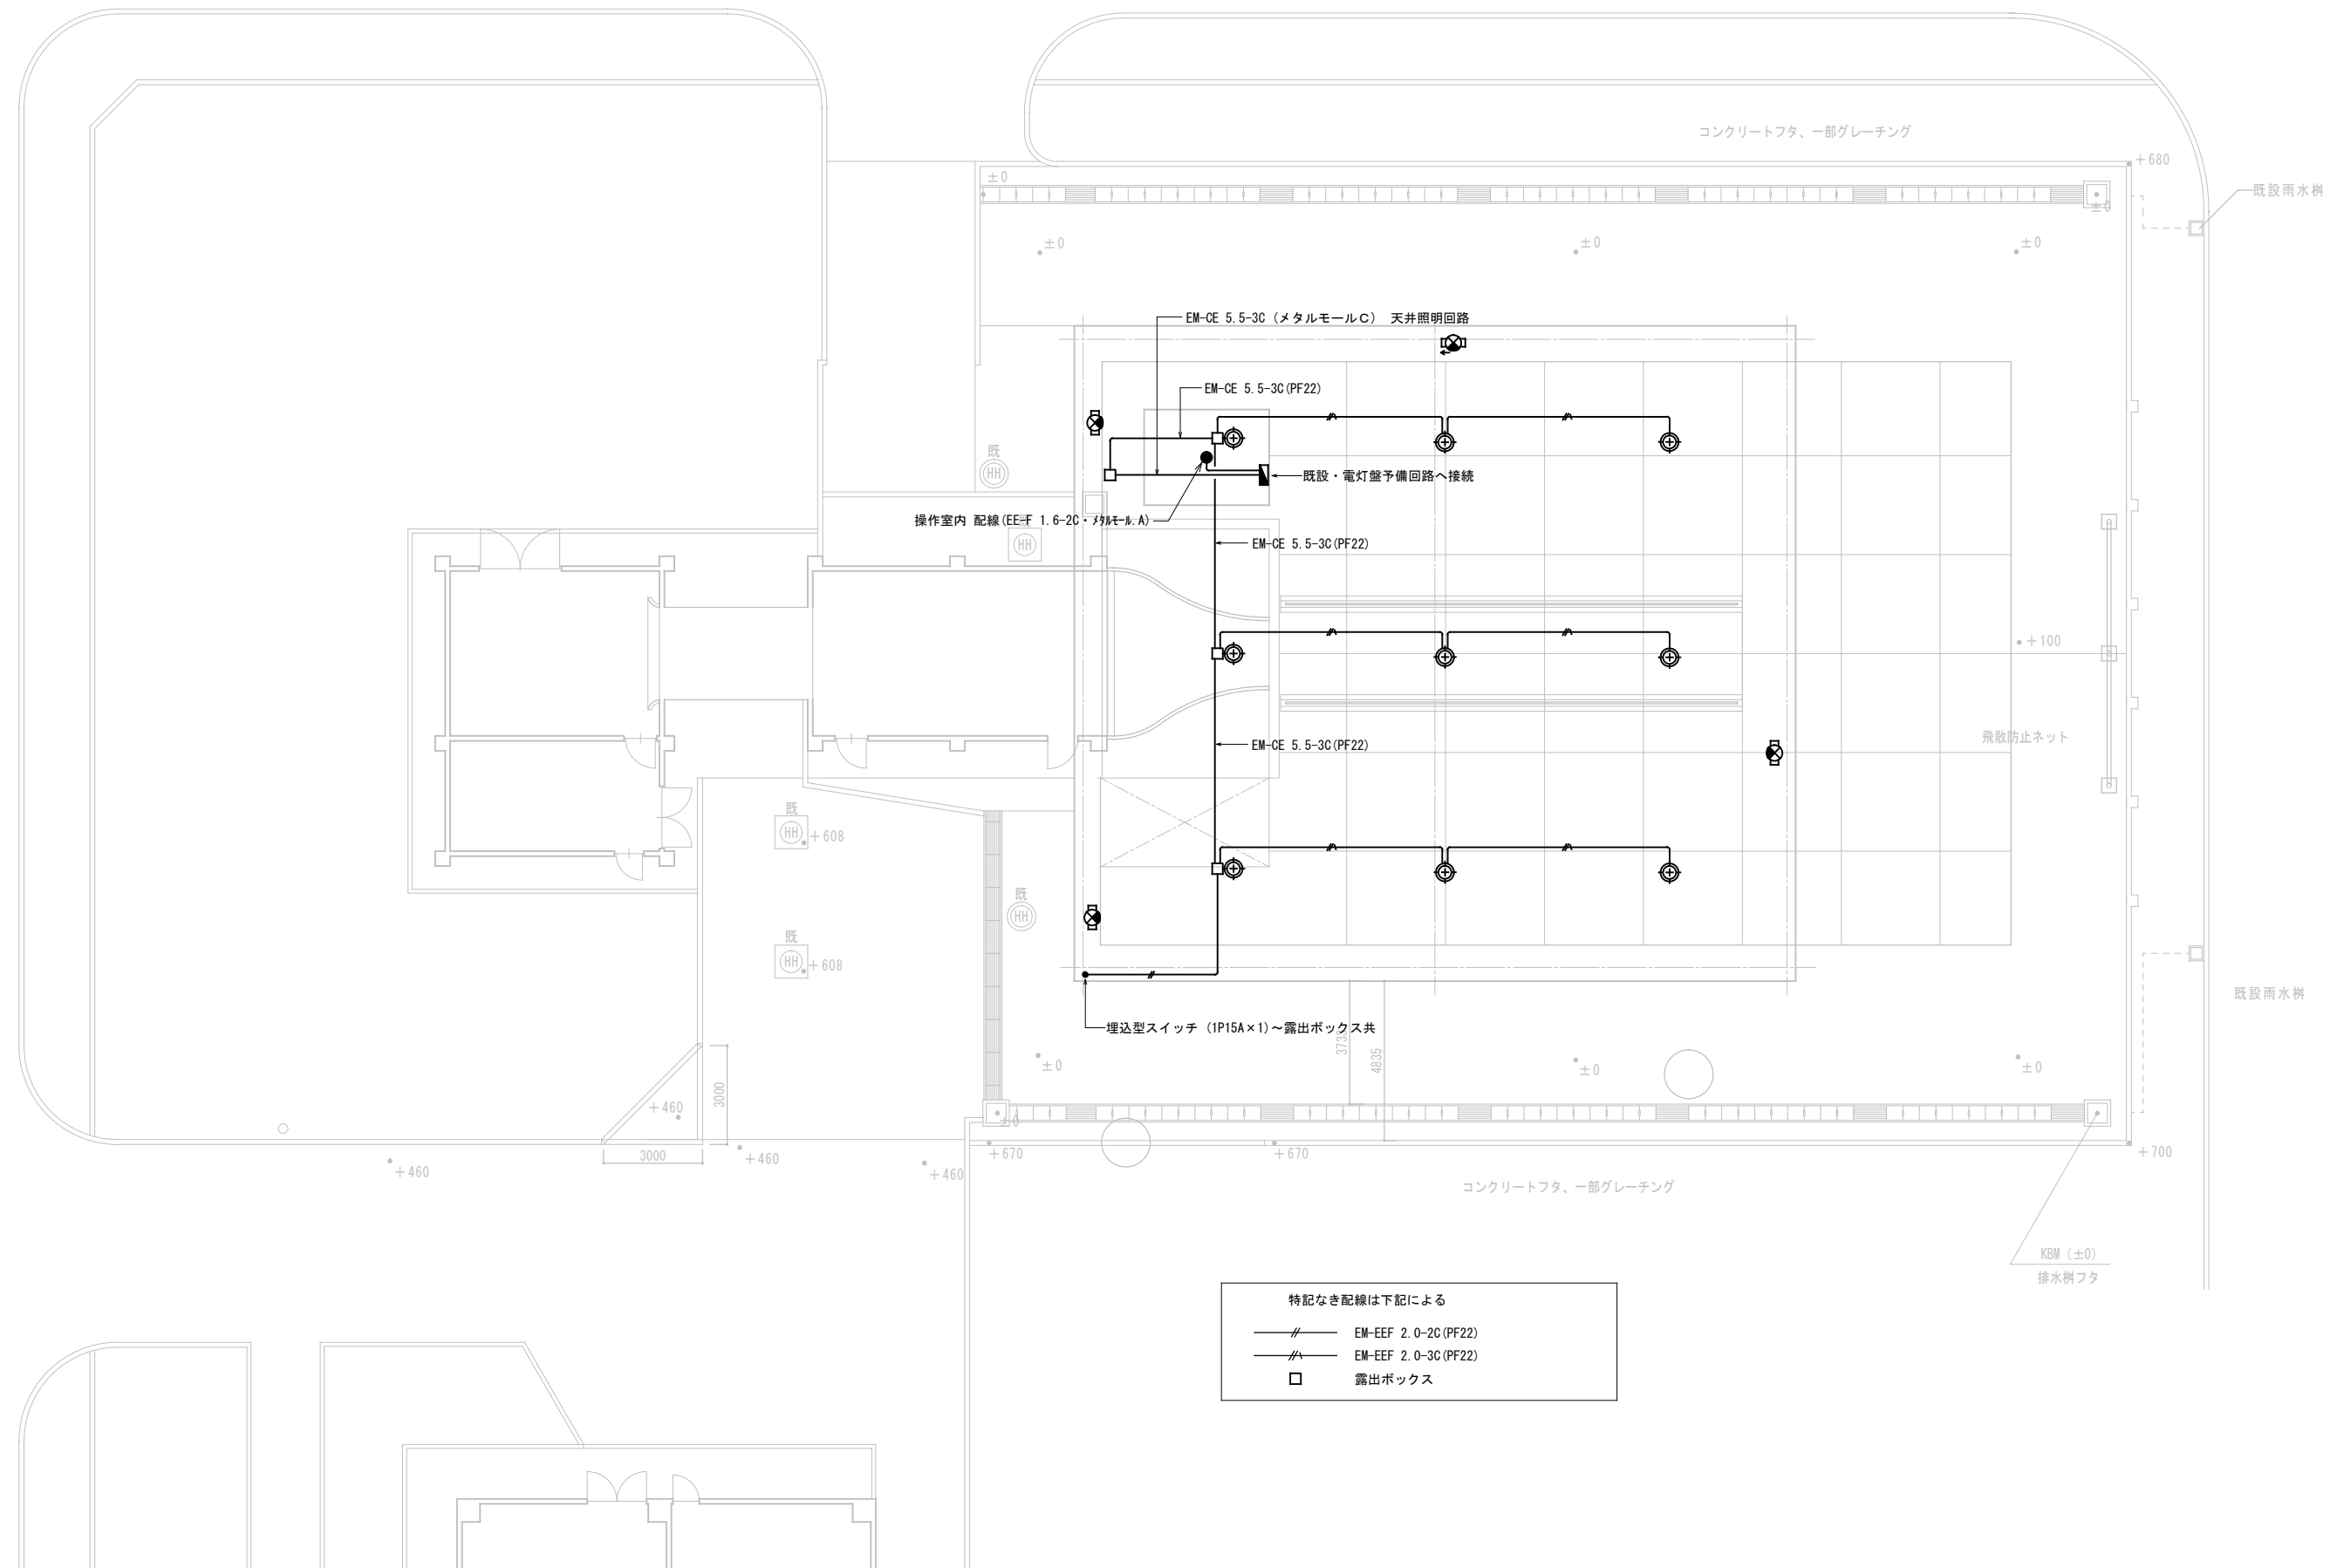 コンクリートフタ、一部グレーチング
+680
±0
既設雨水桝
±0
±0
±0
±0
EM-CE 5.5-3C (メタルモールC) 天井照明回路
EM-CE 5.5-3C(PF22)
既
HH
既設・電灯盤予備回路へ接続
操作室内 配線(EE-F 1.6-2C・メタルモール.A)
HH
EM-CE 5.5-3C(PF22)
+100
飛散防止ネット
EM-CE 5.5-3C(PF22)
既
HH
+608
既
HH
既
HH
+608
既設雨水桝
埋込型スイッチ (1P15A×1)~露出ボックス共
4835
±0
±0
±0
3000
+460
±0
3000
+460
+460
+460
+670
+670
+700
コンクリートフタ、一部グレーチング
KBM (±0)
排水桝フタ
特記なき配線は下記による
EM-EEF 2.0-2C(PF22)
EM-EEF 2.0-3C(PF22)
露出ボックス